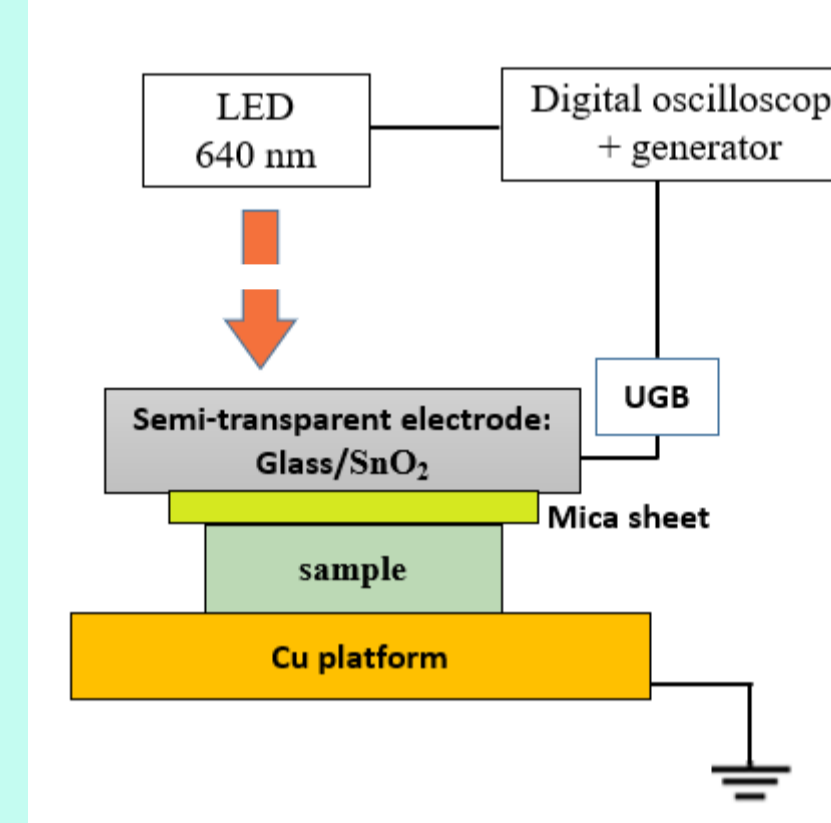 LED
640 nm
Digital oscilloscop
+ generator
UGB
Semi-transparent electrode:
Glass/SnO₂
Mica sheet
sample
Cu platform